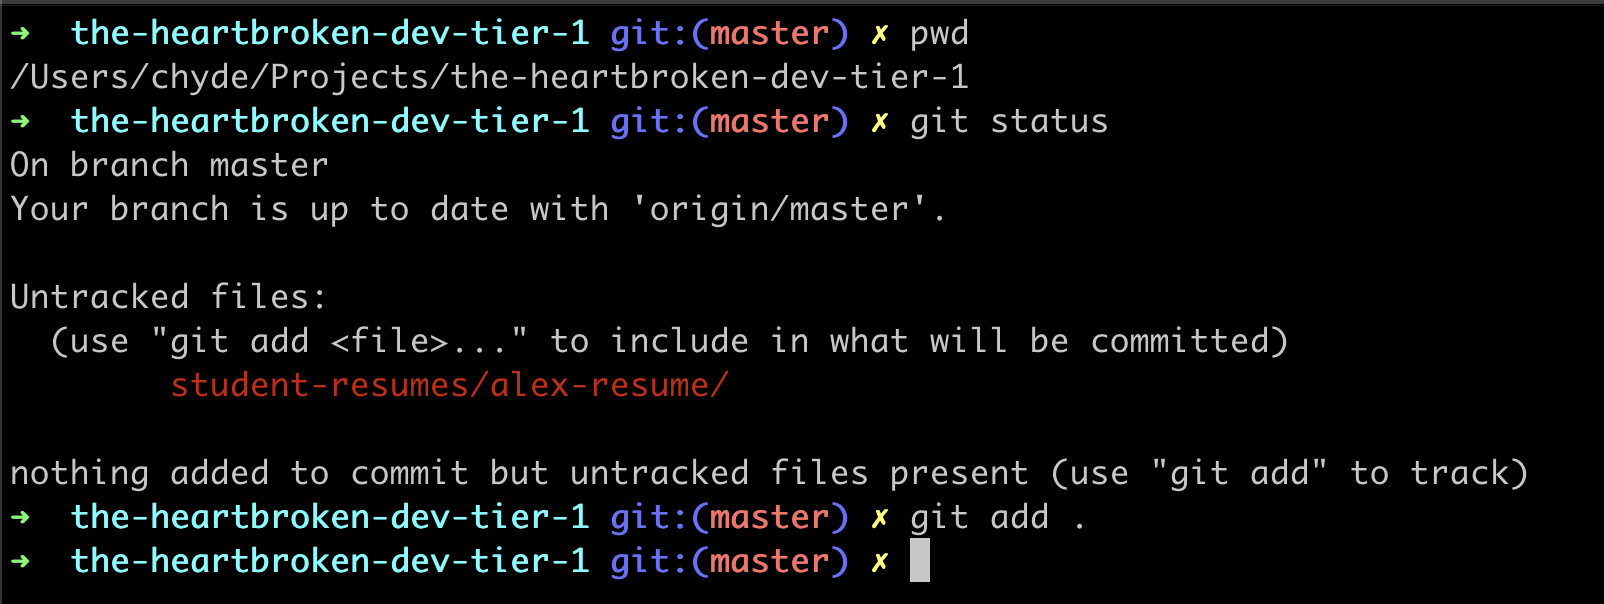 ➜  the-heartbroken-dev-tier-1 git:(master) ✗ pwd
/Users/chyde/Projects/the-heartbroken-dev-tier-1
➜  the-heartbroken-dev-tier-1 git:(master) ✗ git status
On branch master
Your branch is up to date with 'origin/master'.

Untracked files:
  (use "git add <file>..." to include in what will be committed)
        student-resumes/alex-resume/

nothing added to commit but untracked files present (use "git add" to track)
➜  the-heartbroken-dev-tier-1 git:(master) ✗ git add .
➜  the-heartbroken-dev-tier-1 git:(master) ✗